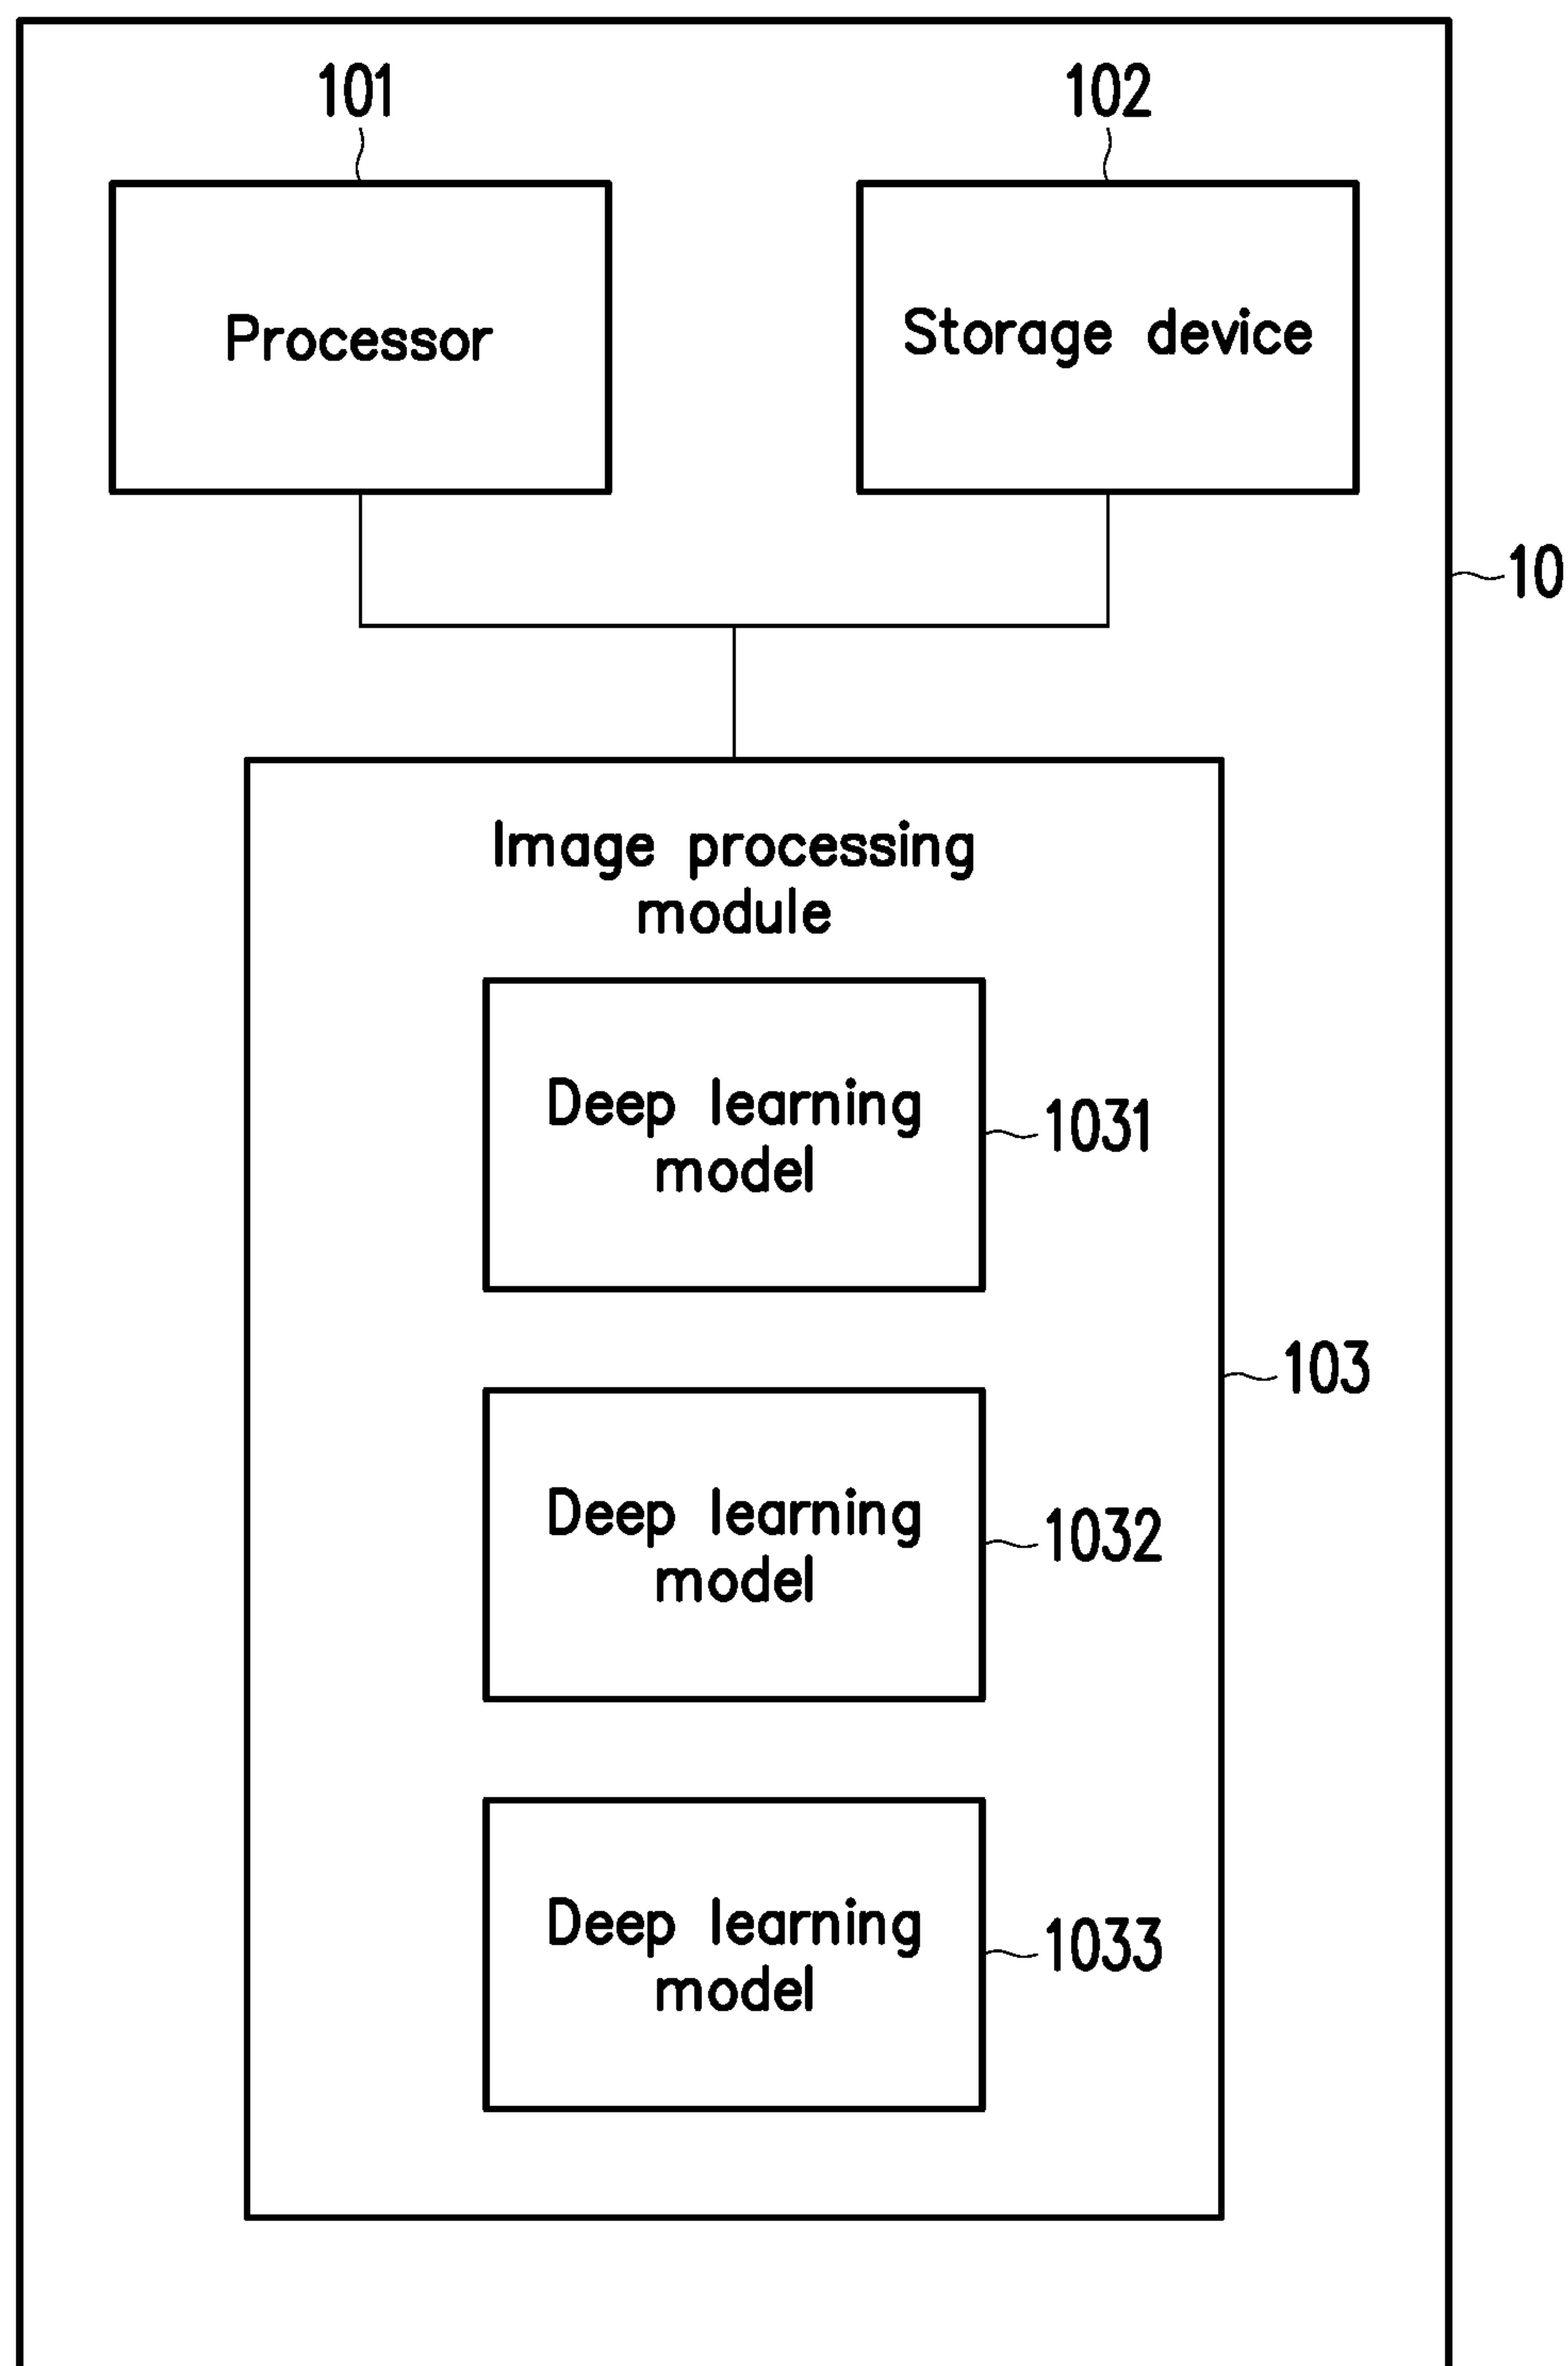 101
102
Processor
Storage device
10
Image processing
module
Deep learning
model
1031
103
Deep learning
model
1032
Deep learning
model
1033